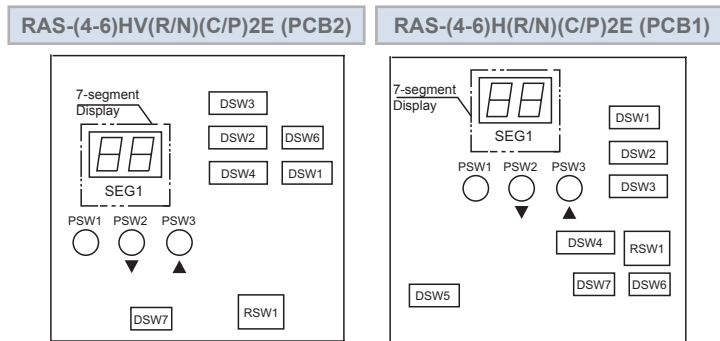 RAS-(4-6)HV(R/N)(C/P)2E (PCB2)
7-segment
Display
SEG1
DSW3
DSW2 DSW6
DSW4 DSW1
PSW1 PSW2 PSW3
▼ ▲
DSW7 RSW1
RAS-(4-6)H(R/N)(C/P)2E (PCB1)
7-segment
Display
SEG1
DSW1
DSW2
DSW3
PSW1 PSW2 PSW3
▼ ▲
DSW4 RSW1
DSW7 DSW6
DSW5